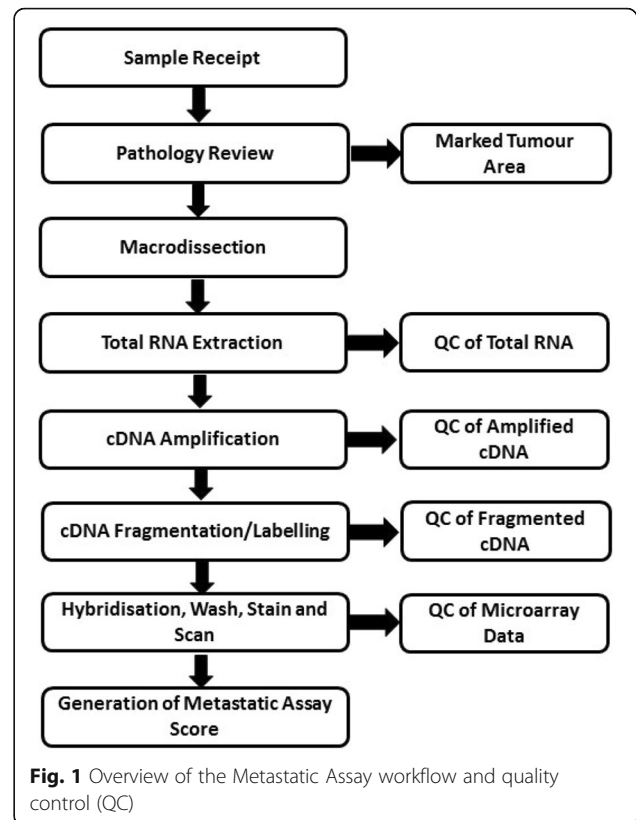 Sample Receipt
Pathology Review
Marked Tumour
Area
Macrodissection
Total RNA Extraction
QC of Total RNA
cDNA Amplification
QC of Amplified
cDNA
cDNA Fragmentation/Labelling
QC of Fragmented
cDNA
Hybridisation, Wash, Stain and
Scan
QC of Microarray
Data
Generation of Metastatic Assay
Score
Fig. 1 Overview of the Metastatic Assay workflow and quality
control (QC)